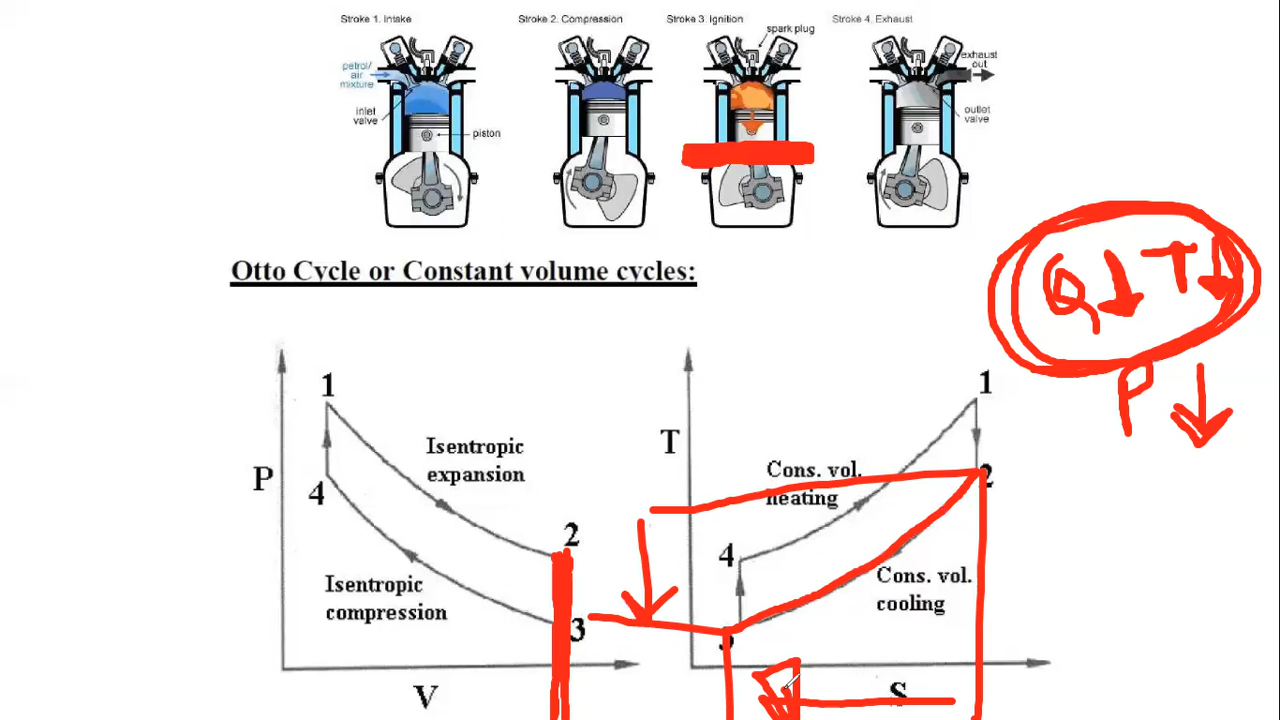 Stroke 1. Intake
Stroke 2. Compression
Stroke 3. Ignition
Stroke 4. Exhaust
spark plug
petrol/
air
mixture
exhaust
out
inlet
valve
piston
outlet
valve
Otto Cycle or Constant volume cycles:
Q ↓ T ↓
P ↓
1
Isentropic
expansion
P
4
2
Isentropic
compression
3
V
1
T
Cons. vol.
heating
2
4
Cons. vol.
cooling
3
S